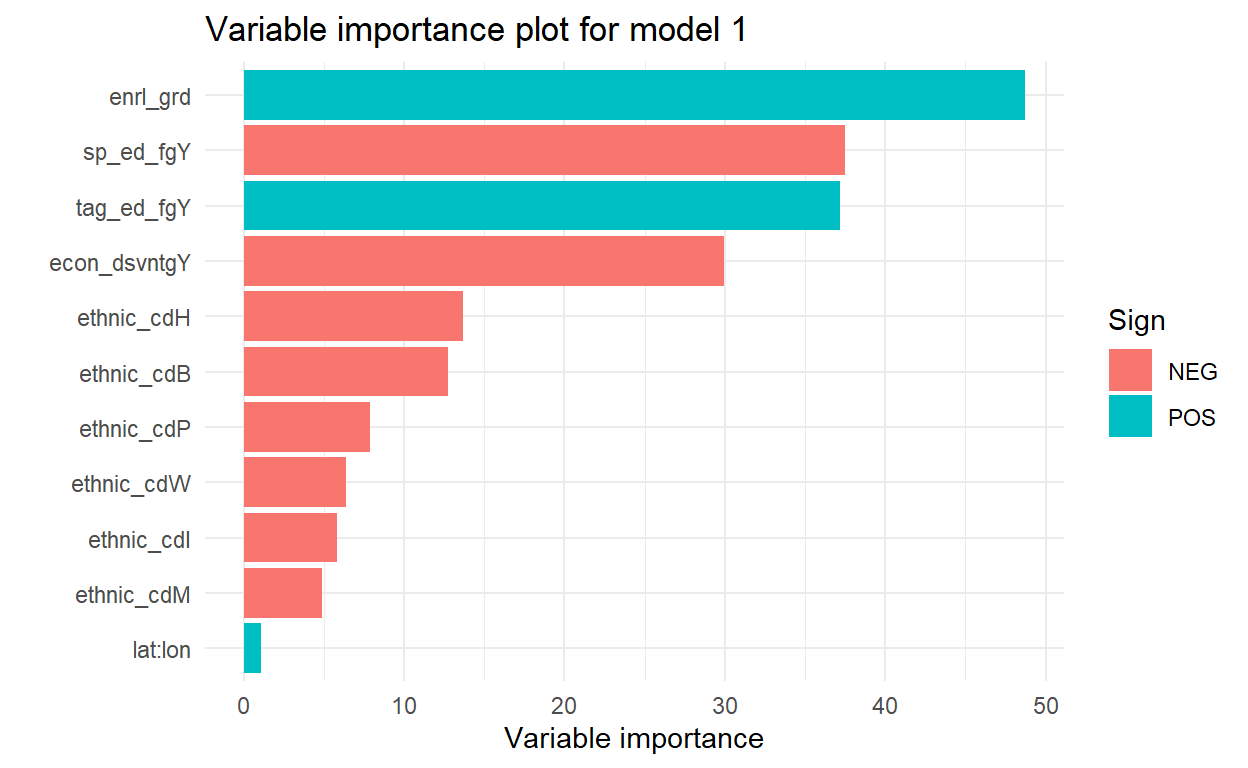 Variable importance plot for model 1
enrl_grd
sp_ed_fgY
tag_ed_fgY
econ_dsvntgY
ethnic_cdH
ethnic_cdB
ethnic_cdP
ethnic_cdW
ethnic_cdI
ethnic_cdM
lat:lon
0 10 20 30 40 50
Variable importance
Sign
NEG
POS